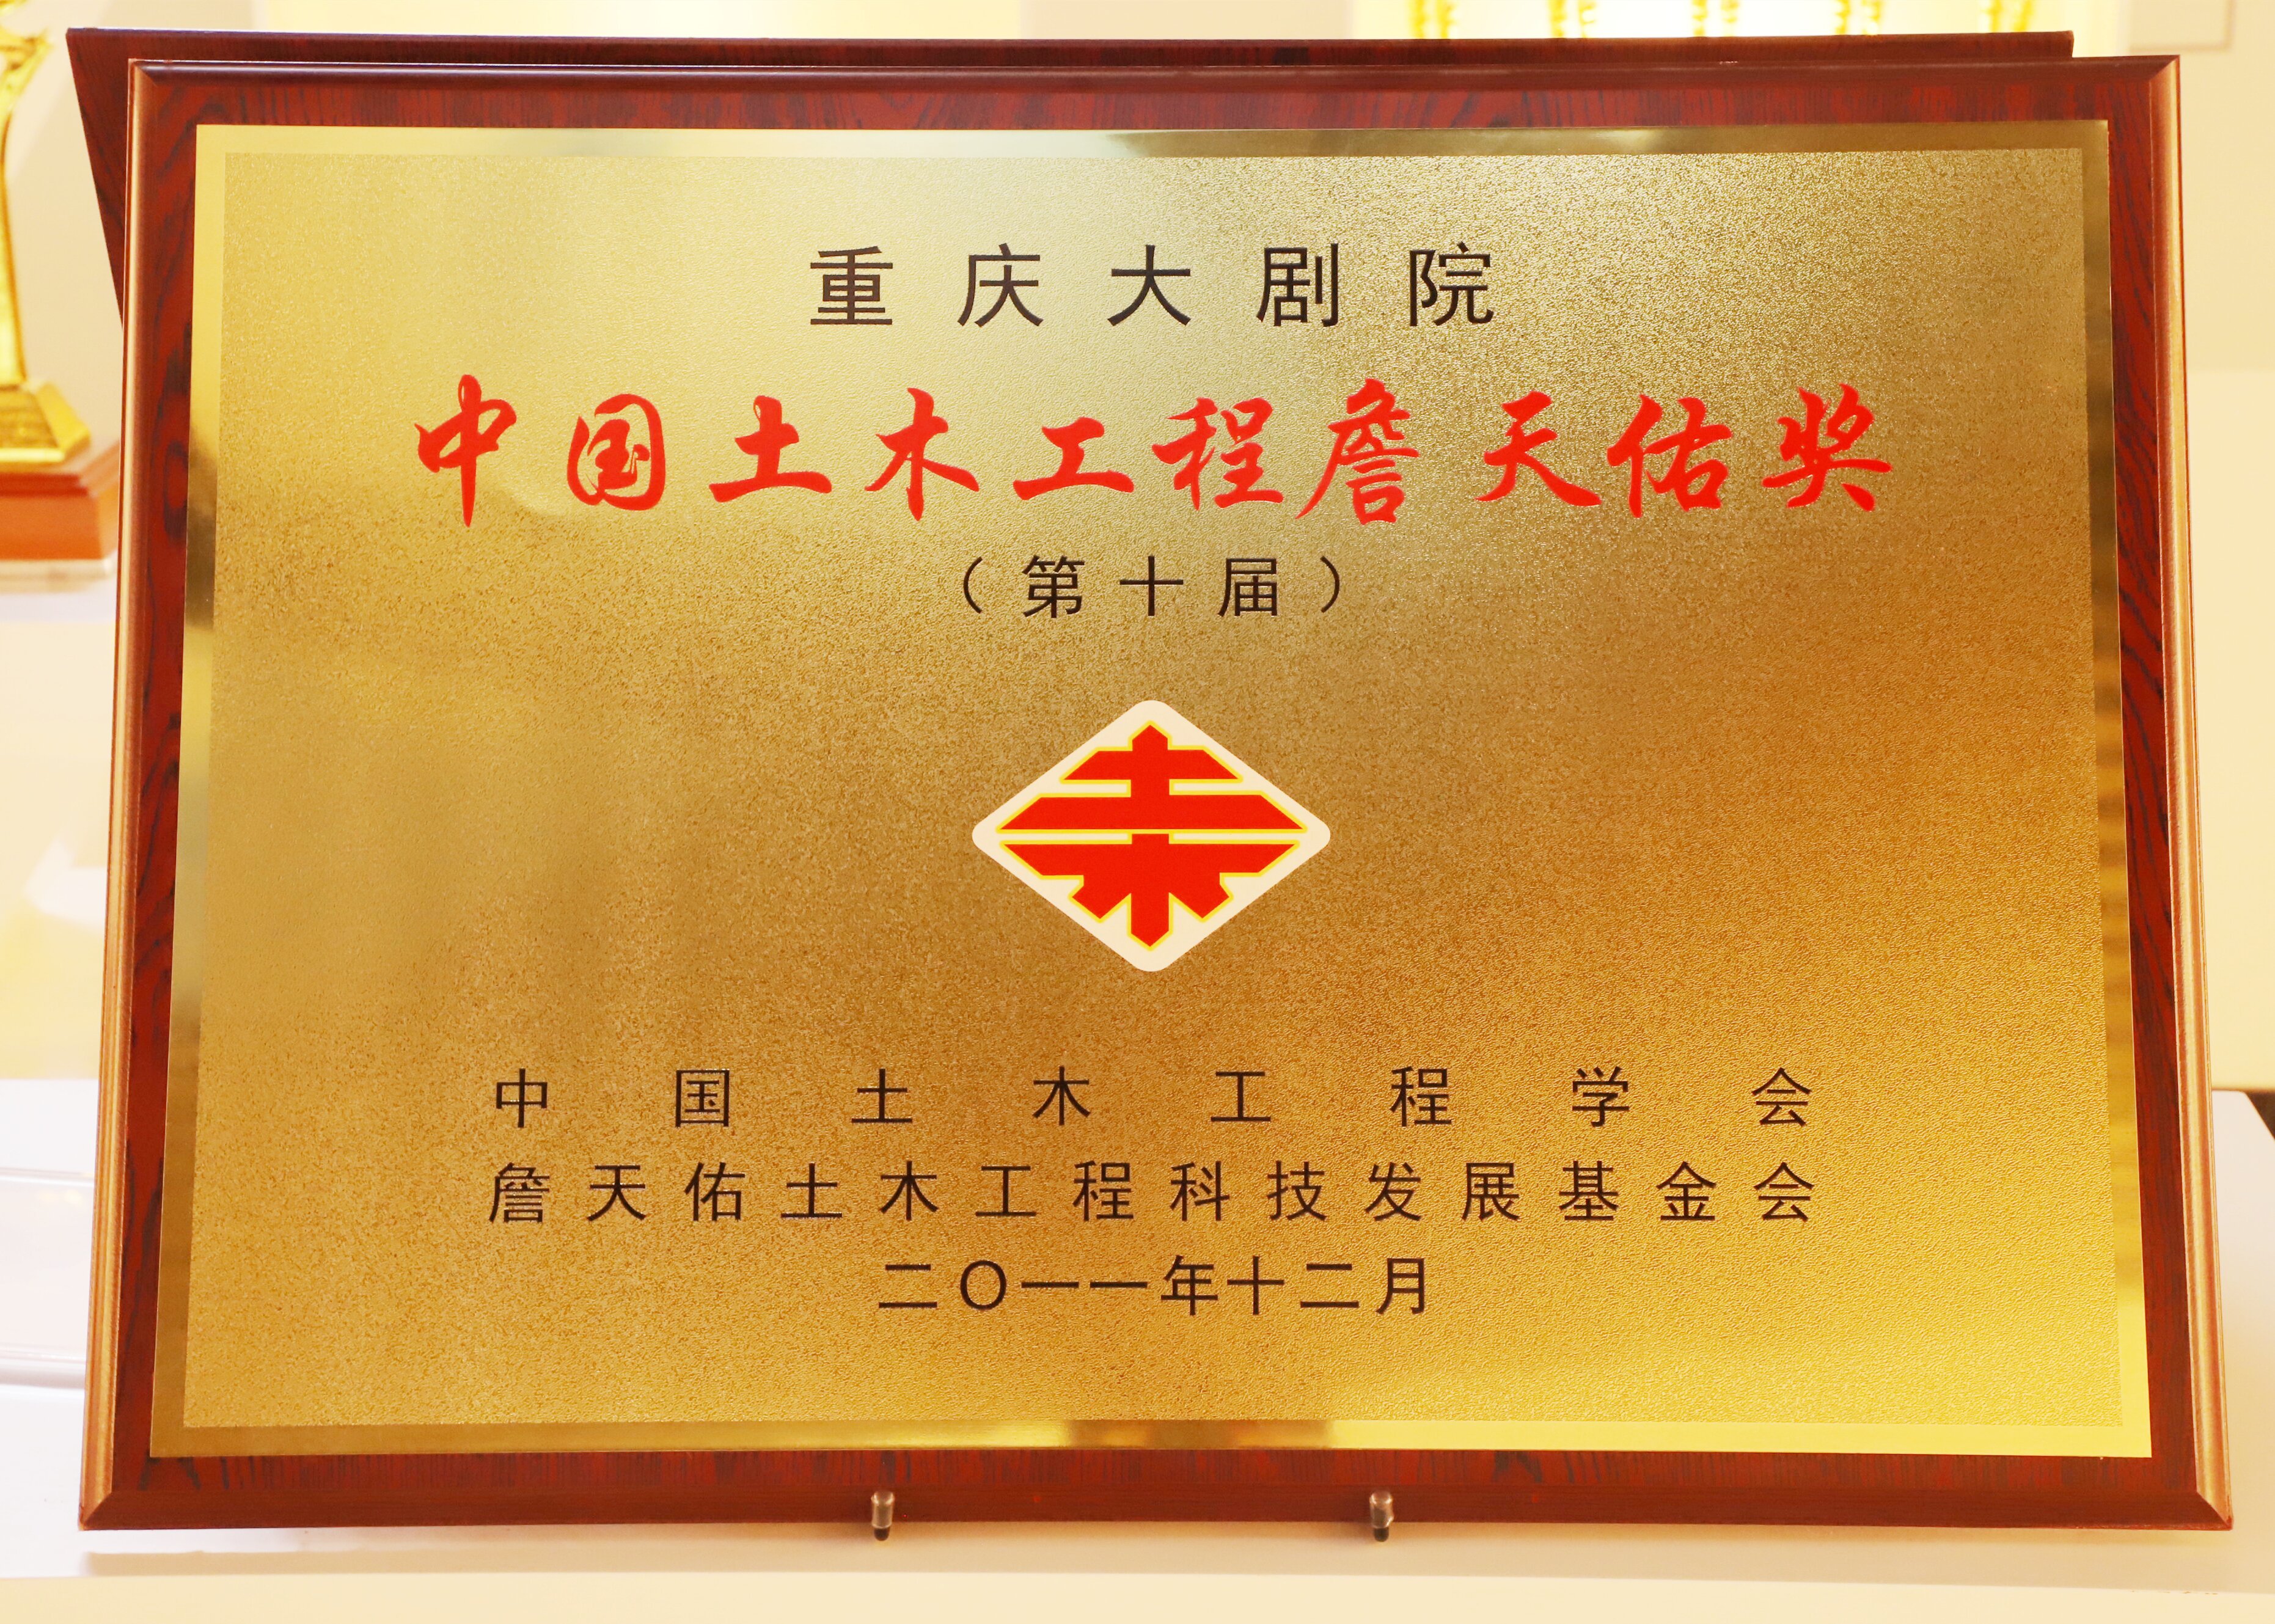 重庆大剧院
中国土木工程詹天佑奖
（第十届）
中国土木工程学会
詹天佑土木工程科技发展基金会
二〇一一年十二月